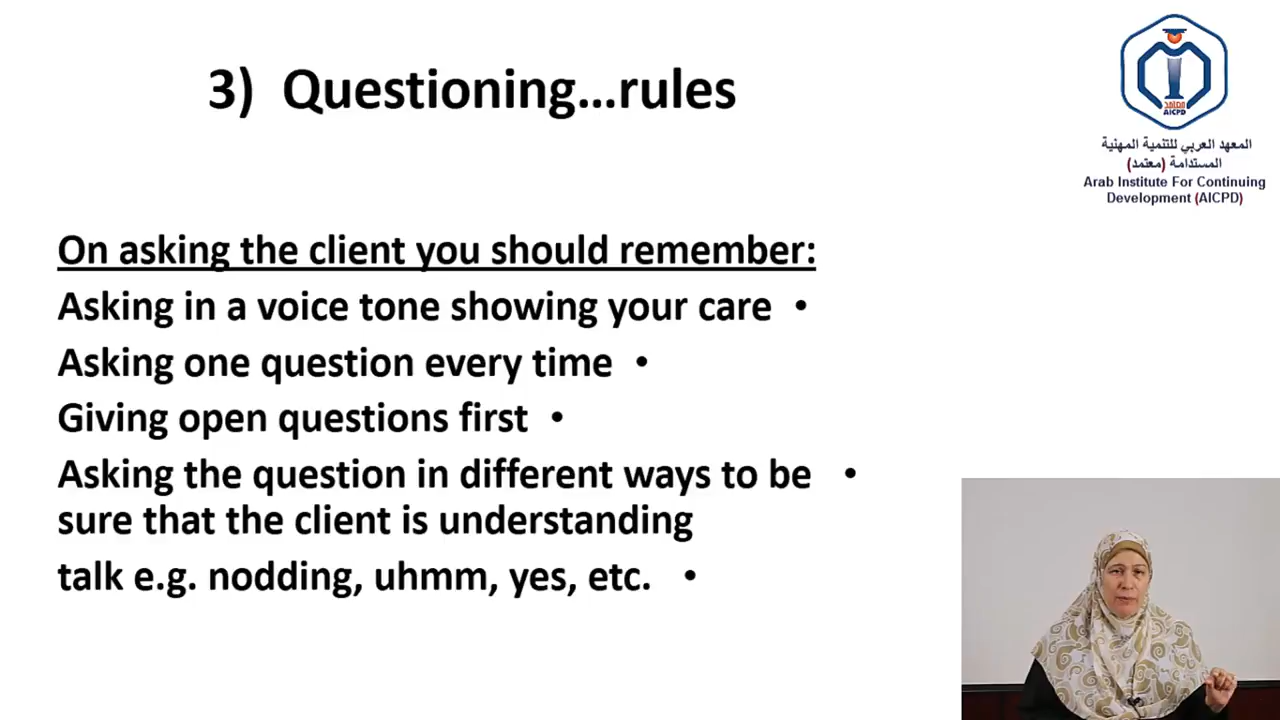 3) Questioning...rules
معتمد
AICPD
المعهد العربي للتنمية المهنية
المستدامة (معتمد)
Arab Institute For Continuing
Development (AICPD)
On asking the client you should remember:
Asking in a voice tone showing your care •
Asking one question every time •
Giving open questions first •
Asking the question in different ways to be •
sure that the client is understanding
talk e.g. nodding, uhmm, yes, etc. •